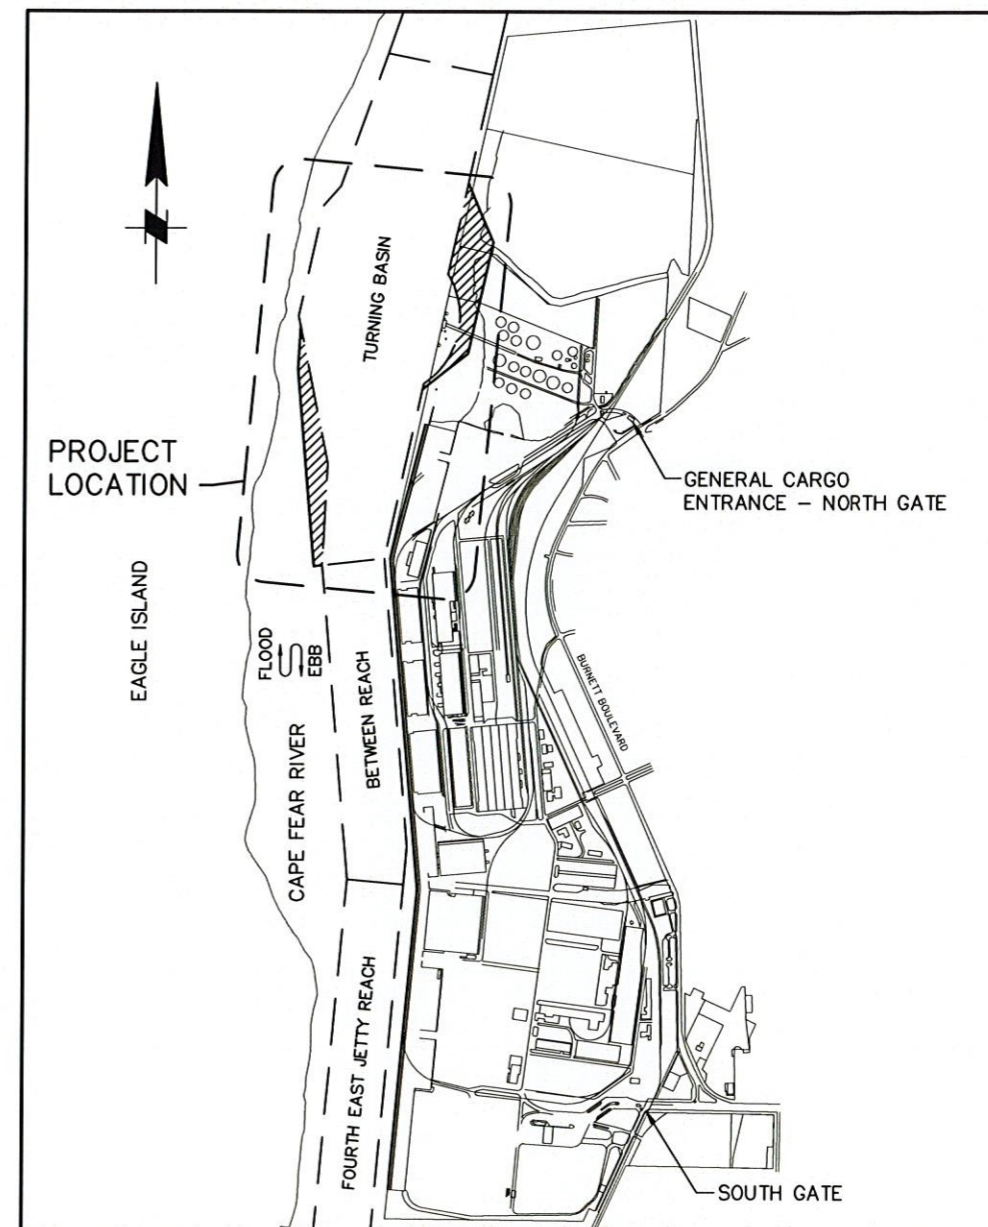 TURNING BASIN
PROJECT
LOCATION
GENERAL CARGO
ENTRANCE – NORTH GATE
EAGLE ISLAND
FLOOD
EBB
BETWEEN REACH
BURNETT BOULEVARD
CAPE FEAR RIVER
FOURTH EAST JETTY REACH
SOUTH GATE